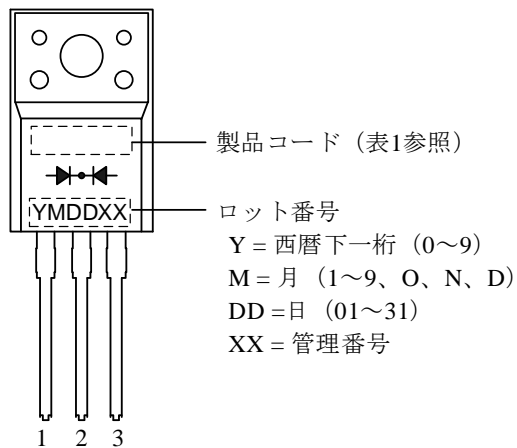 製品コード（表1参照）
YMDDXX
ロット番号
Y = 西暦下一桁（0～9）
M = 月（1～9、O、N、D）
DD =日（01～31）
XX = 管理番号
1 2 3